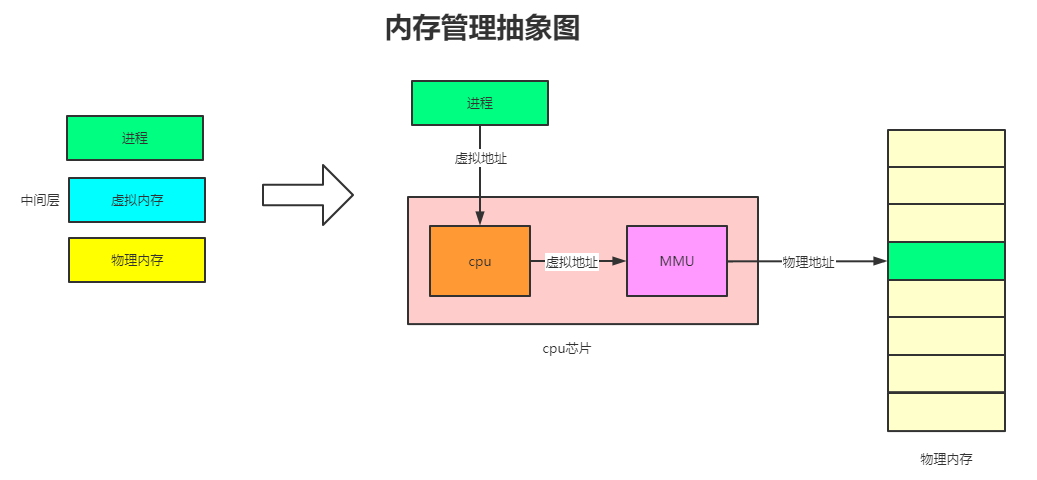 内存管理抽象图
进程
中间层
虚拟内存
物理内存
进程
虚拟地址
cpu
虚拟地址
MMU
物理地址
cpu芯片
物理内存